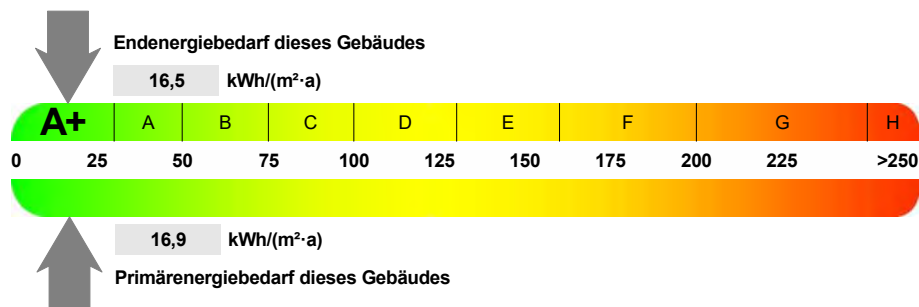 Endenergiebedarf dieses Gebäudes
16,5 kWh/(m²·a)
A+ A B C D E F G H
0 25 50 75 100 125 150 175 200 225 >250
16,9 kWh/(m²·a)
Primärenergiebedarf dieses Gebäudes